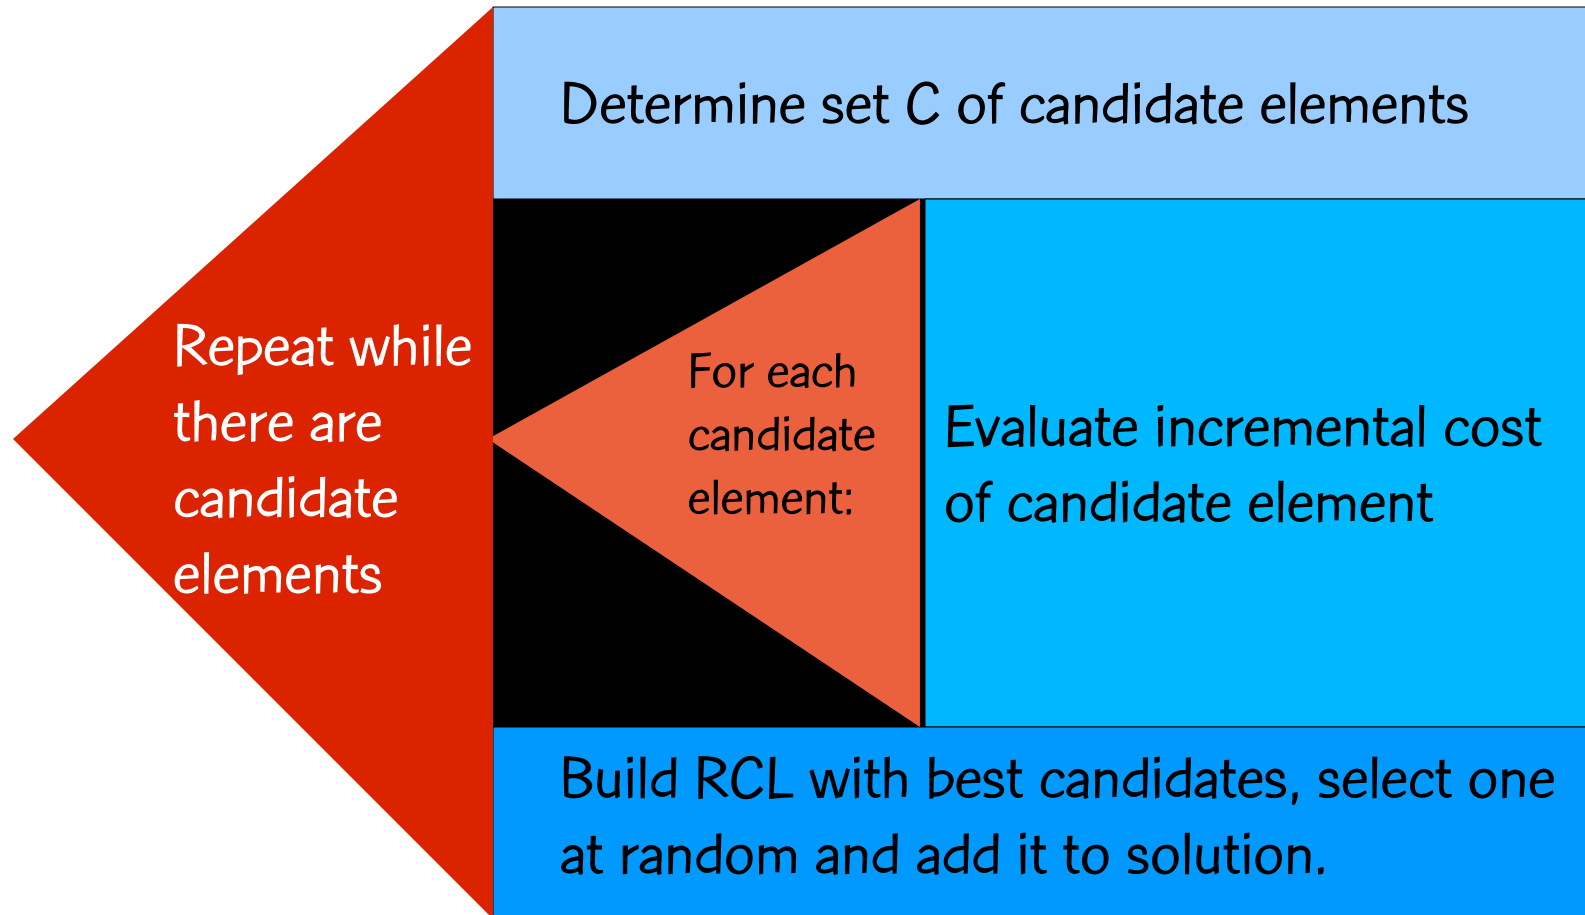 Determine set C of candidate elements
Repeat while
there are
candidate
elements
For each
candidate
element:
Evaluate incremental cost
of candidate element
Build RCL with best candidates, select one
at random and add it to solution.